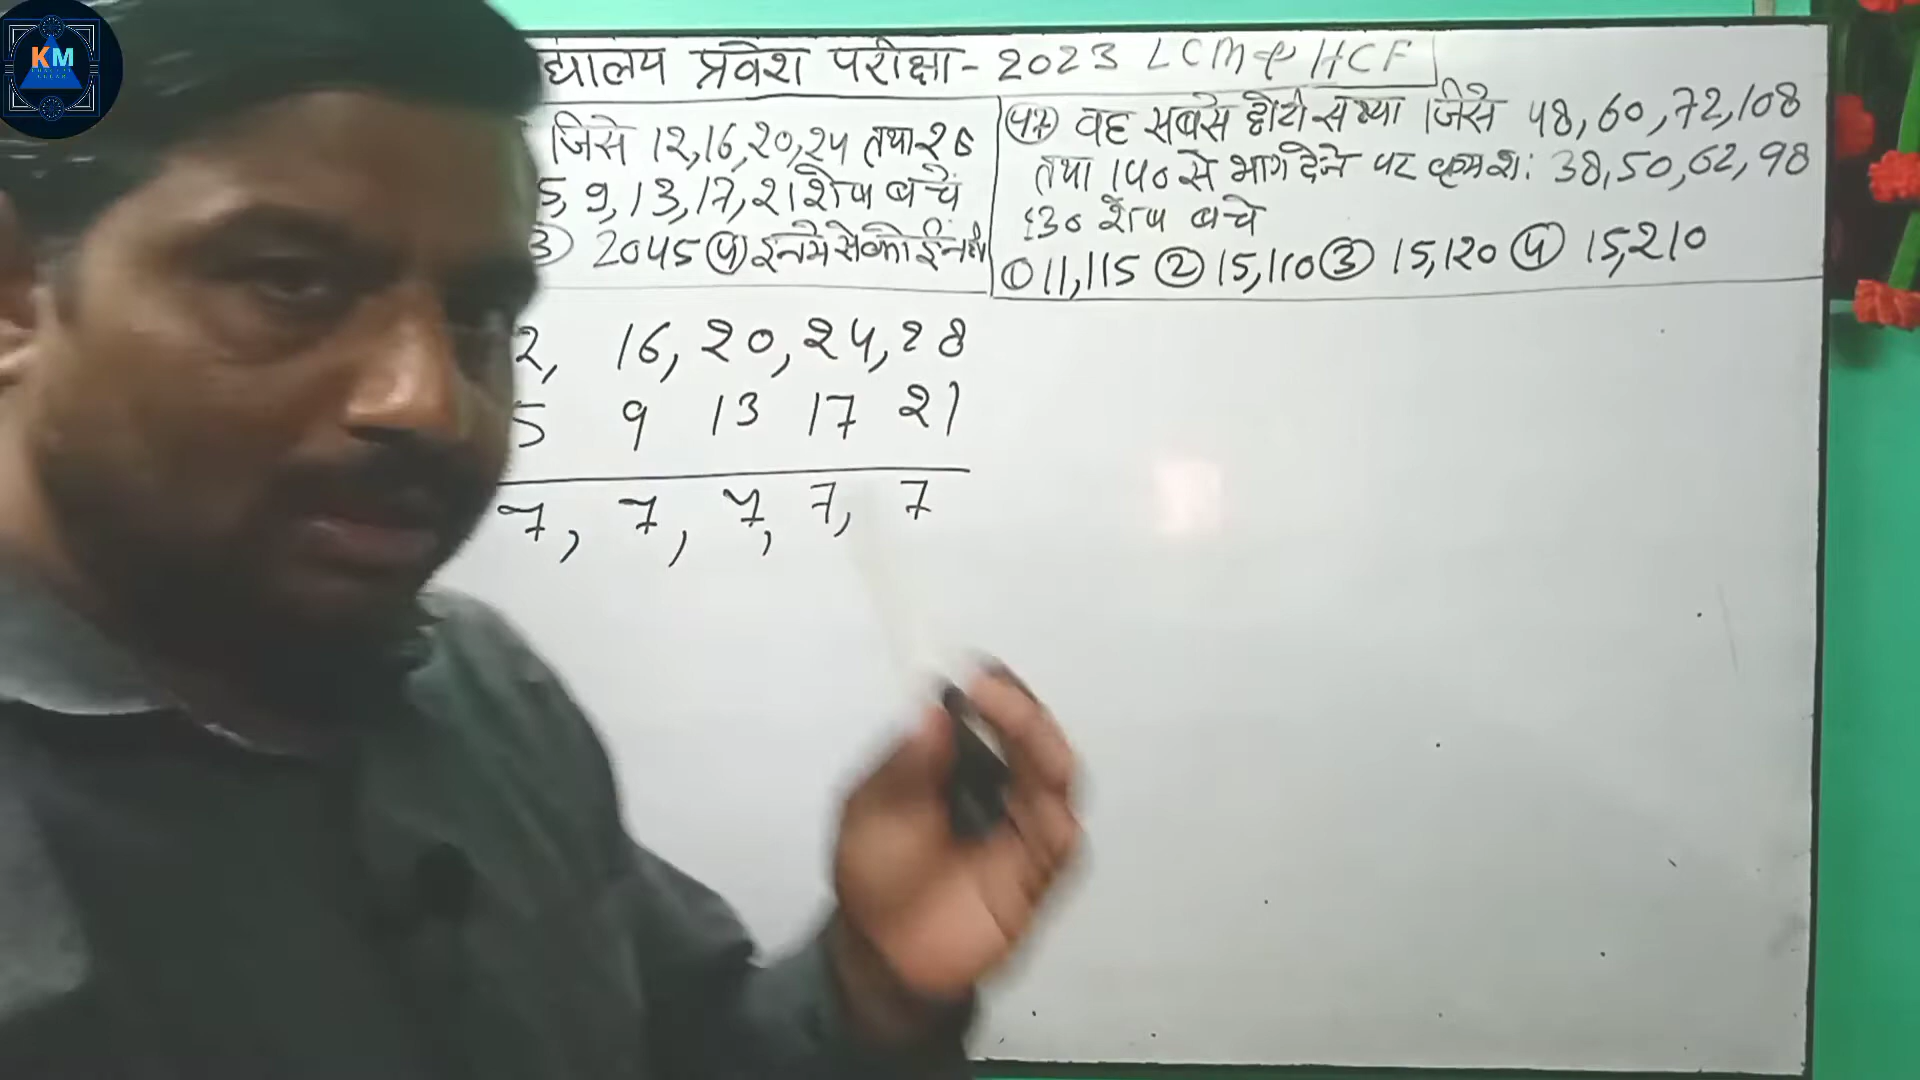 KM
द्यालय प्रवेश परीक्षा - 2023 LCM & HCF
जिसे 12,16,20,24 तथा 28
5, 9, 13, 17, 21 शेष बचें
3 2045 4 इनमे से कोई नही
47 वह सबसे छोटी संख्या जिसे 48, 60, 72, 108
तथा 140 से भाग देने पर क्रमशः 38, 50, 62, 98
130 शेष बचे
1 11,115 2 15,110 3 15,120 4 15,210
2, 16, 20, 24, 28
5 9 13 17 21
7, 7, 7, 7, 7